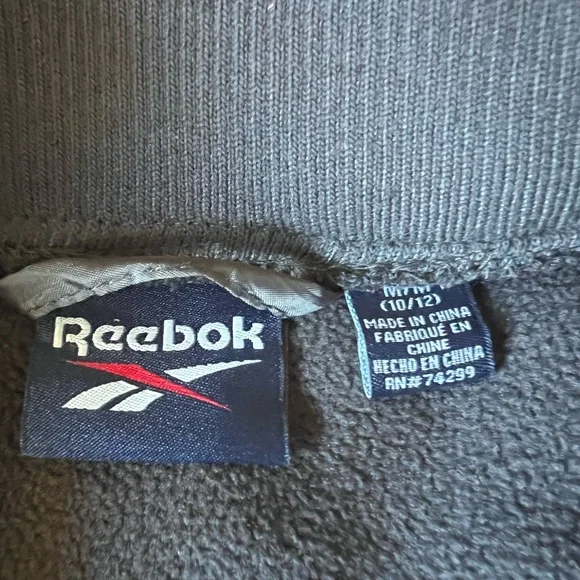 Reebok
M/M
(10/12)
MADE IN CHINA
FABRIQUÉ EN
CHINE
HECHO EN CHINA
RN#74299